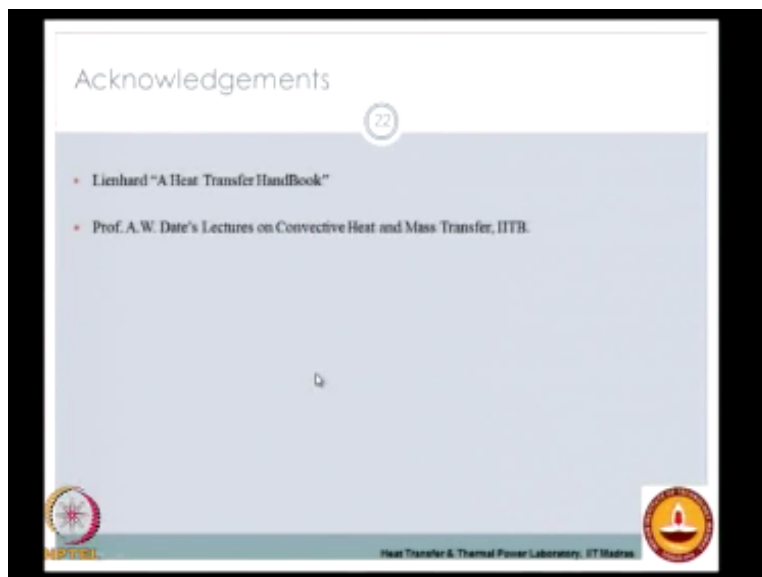 Acknowledgements
22
• Lienhard "A Heat Transfer HandBook"
• Prof. A.W. Date's Lectures on Convective Heat and Mass Transfer, IITB.
NPTEL
Heat Transfer & Thermal Power Laboratory, IIT Madras